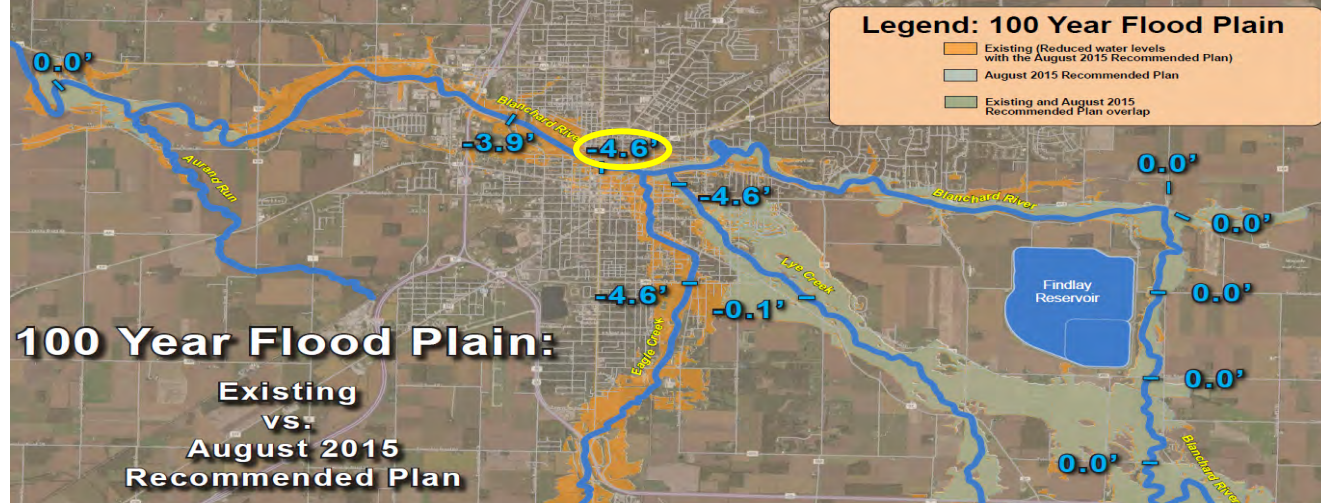 Legend: 100 Year Flood Plain
Existing (Reduced water levels
with the August 2015 Recommended Plan)
August 2015 Recommended Plan
Existing and August 2015
Recommended Plan overlap
0.0'
Blanchard River
-3.9'
-4.6'
Aurand Run
-4.6'
Blanchard River
0.0'
0.0'
Lye Creek
Findlay
Reservoir
-4.6'
-0.1'
0.0'
Eagle Creek
0.0'
0.0'
Blanchard River
100 Year Flood Plain:
Existing
vs.
August 2015
Recommended Plan